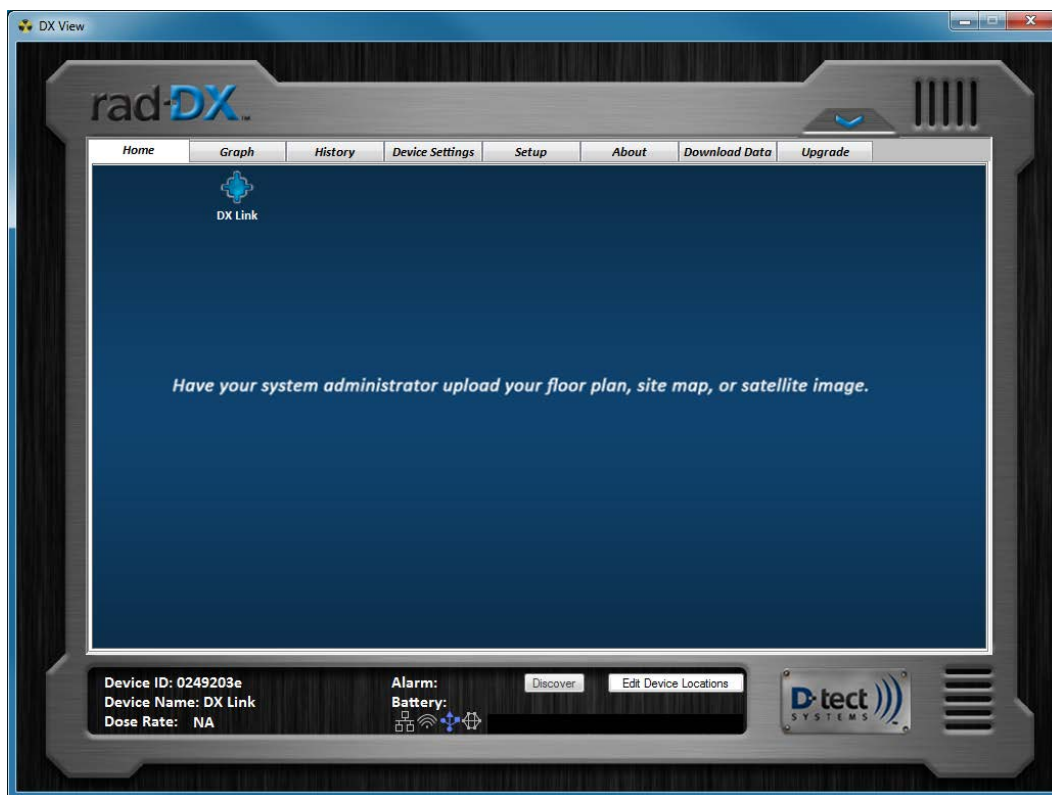 DX View
rad-DX™
Home Graph History Device Settings Setup About Download Data Upgrade
DX Link
Have your system administrator upload your floor plan, site map, or satellite image.
Device ID: 0249203e Alarm: Discover Edit Device Locations
Device Name: DX Link Battery:
Dose Rate: NA
D-tect
SYSTEMS